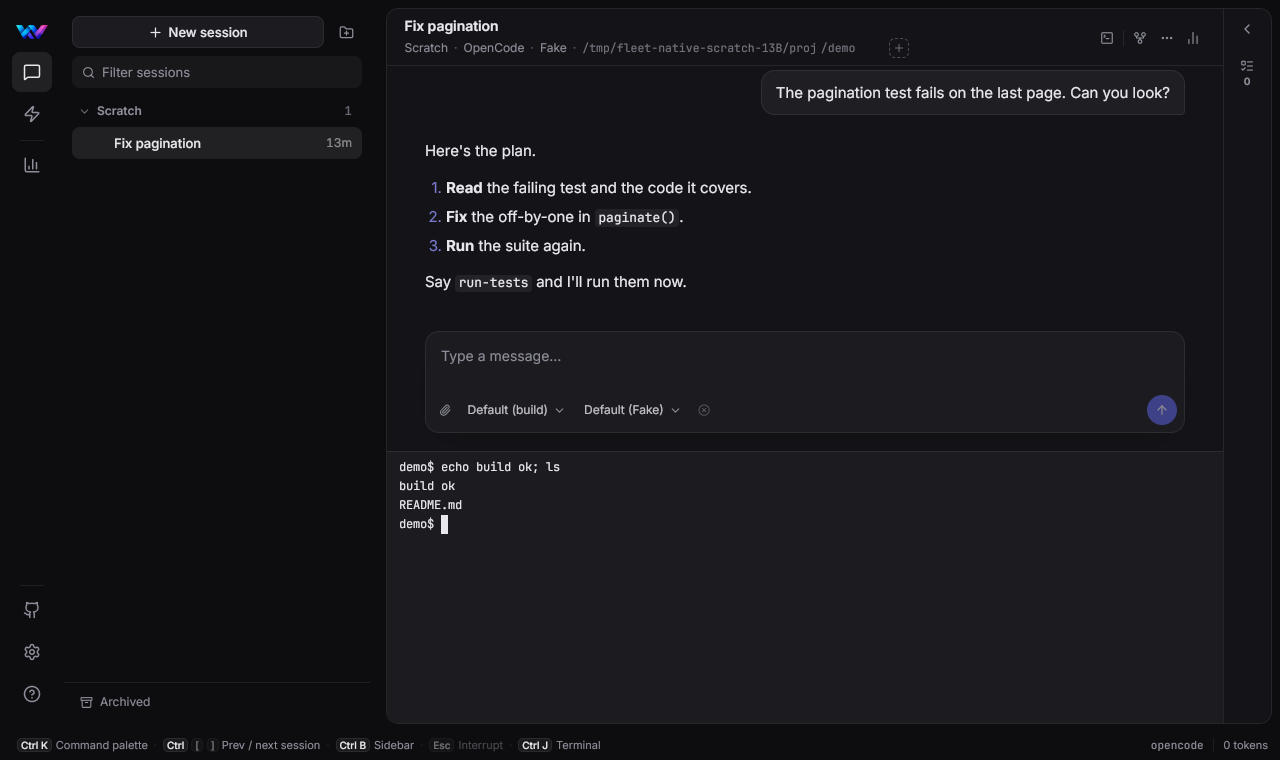 New session
Filter sessions
Scratch 1
Fix pagination 13m
Archived
Fix pagination
Scratch · OpenCode · Fake · /tmp/fleet-native-scratch-13B/proj /demo
0
The pagination test fails on the last page. Can you look?
Here's the plan.
1. Read the failing test and the code it covers.
2. Fix the off-by-one in paginate().
3. Run the suite again.
Say run-tests and I'll run them now.
Type a message...
Default (build) Default (Fake)
demo$ echo build ok; ls
build ok
README.md
demo$
Ctrl K Command palette · Ctrl [ ] Prev / next session · Ctrl B Sidebar · Esc Interrupt · Ctrl J Terminal opencode 0 tokens